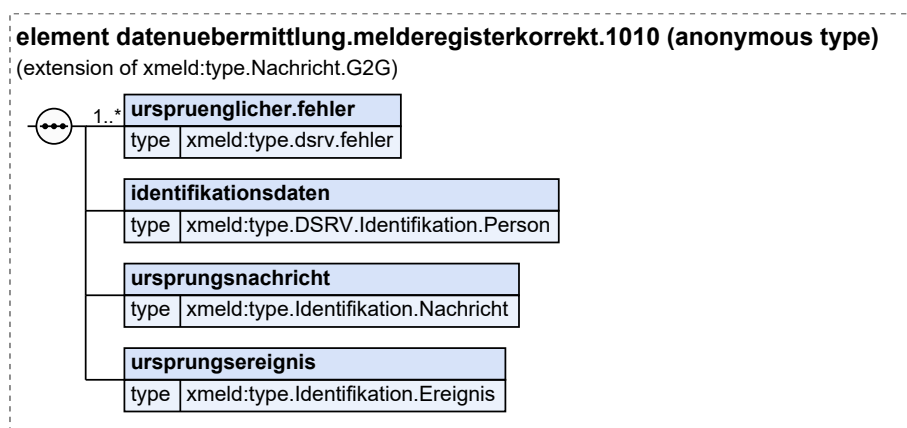 element datenuebermittlung.melderegisterkorrekt.1010 (anonymous type)
(extension of xmeld:type.Nachricht.G2G)
1..* urspruenglicher.fehler
type xmeld:type.dsrv.fehler
identifikationsdaten
type xmeld:type.DSRV.Identifikation.Person
ursprungsnachricht
type xmeld:type.Identifikation.Nachricht
ursprungsereignis
type xmeld:type.Identifikation.Ereignis